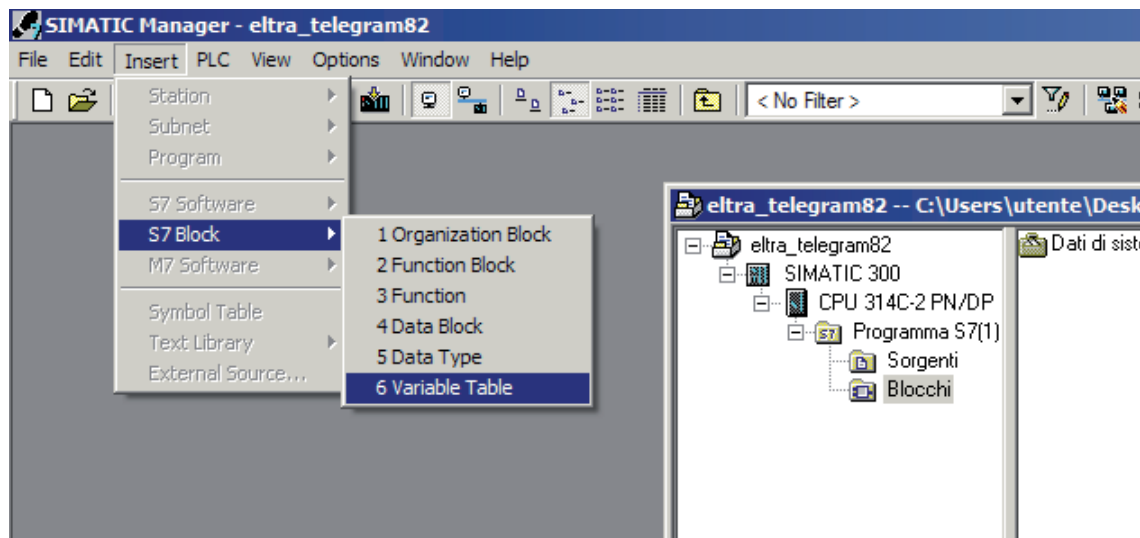 SIMATIC Manager - eltra_telegram82
File Edit Insert PLC View Options Window Help
< No Filter >
Station
Subnet
Program
S7 Software
S7 Block
M7 Software
Symbol Table
Text Library
External Source...
1 Organization Block
2 Function Block
3 Function
4 Data Block
5 Data Type
6 Variable Table
eltra_telegram82 -- C:\Users\utente\Desk
eltra_telegram82
SIMATIC 300
CPU 314C-2 PN/DP
Programma S7(1)
Sorgenti
Blocchi
Dati di sist